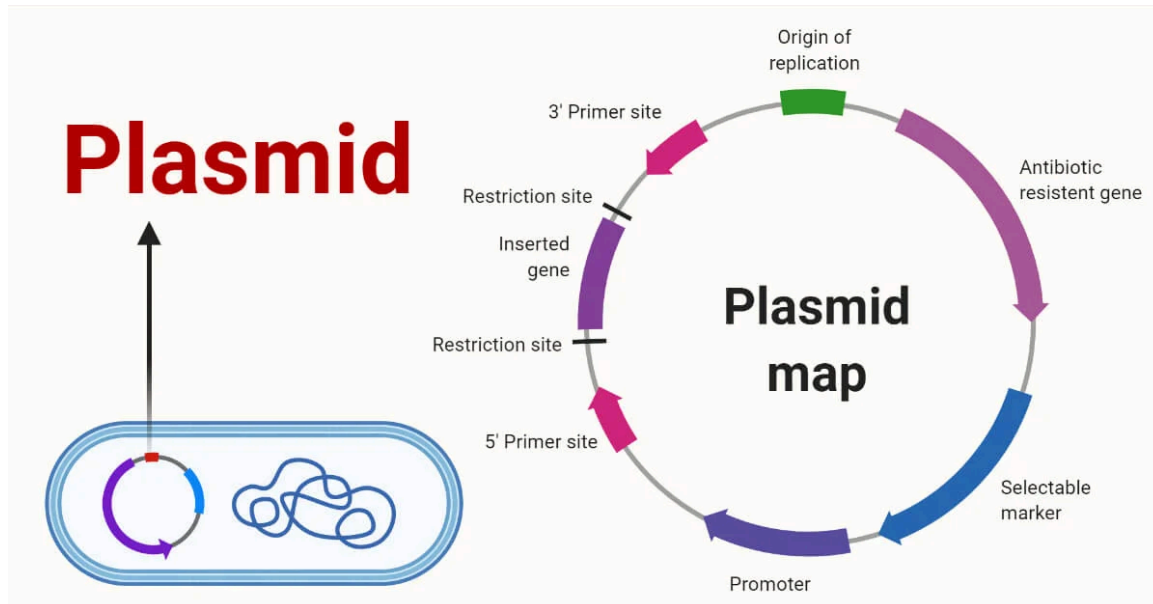 Plasmid
Origin of
replication
3' Primer site
Antibiotic
resistent gene
Restriction site
Inserted
gene
Plasmid
map
Restriction site
5' Primer site
Selectable
marker
Promoter